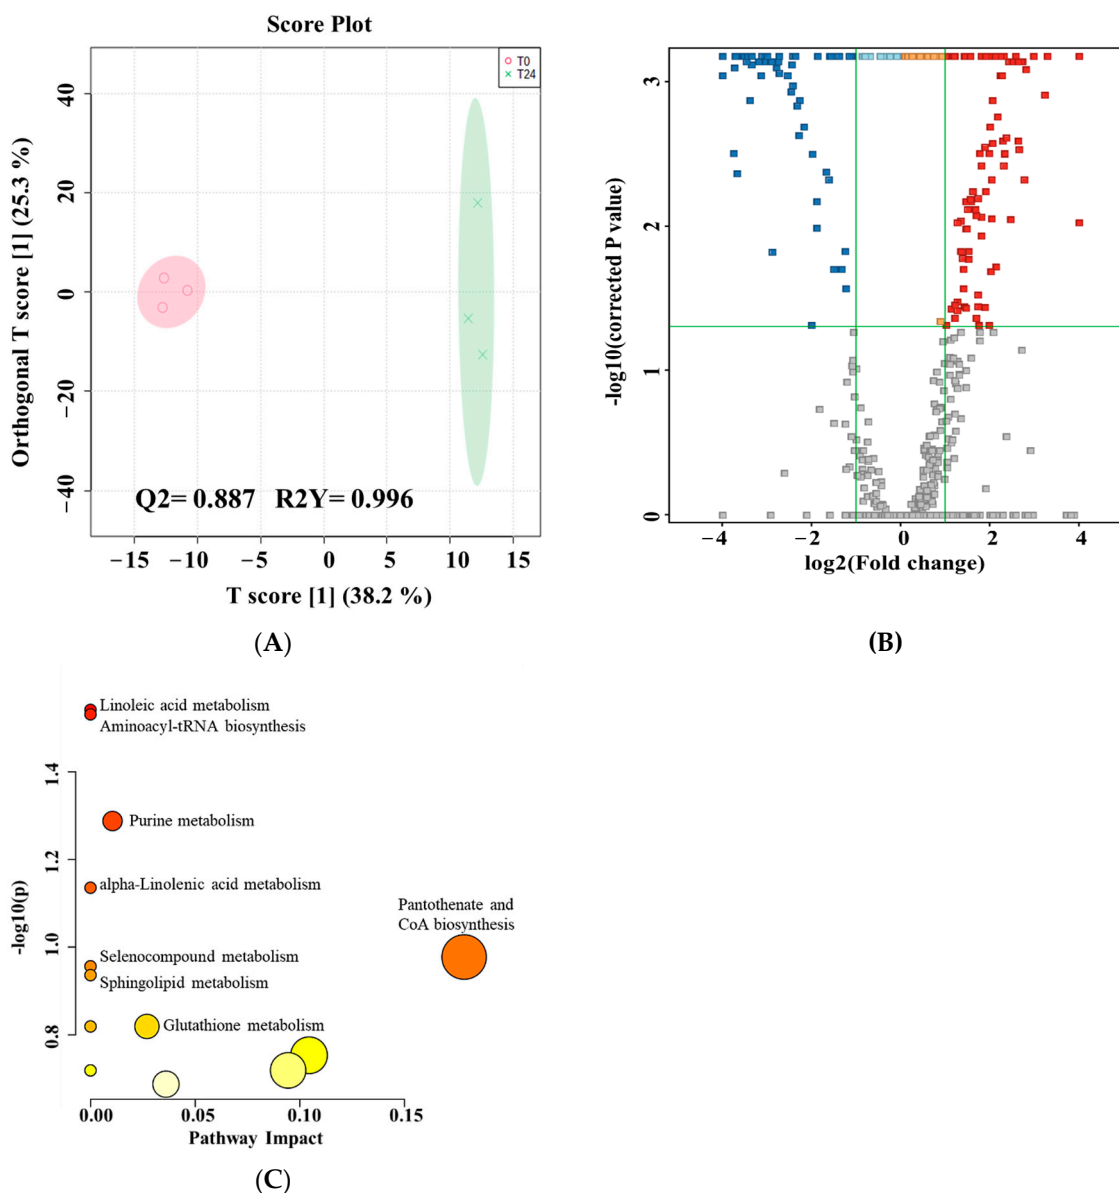 Score Plot
T0
T24
Orthogonal T score [1] (25.3 %)
40
20
0
−20
−40
Q2= 0.887 R2Y= 0.996
−15
−10
−5
0
5
10
15
T score [1] (38.2 %)
(A)
-log10(corrected P value)
3
2
1
0
−4
−2
0
2
4
log2(Fold change)
(B)
Linoleic acid metabolism
Aminoacyl-tRNA biosynthesis
Purine metabolism
alpha-Linolenic acid metabolism
Pantothenate and
CoA biosynthesis
Selenocompound metabolism
Sphingolipid metabolism
Glutathione metabolism
-log10(p)
1.4
1.2
1.0
0.8
0.00
0.05
0.10
0.15
Pathway Impact
(C)